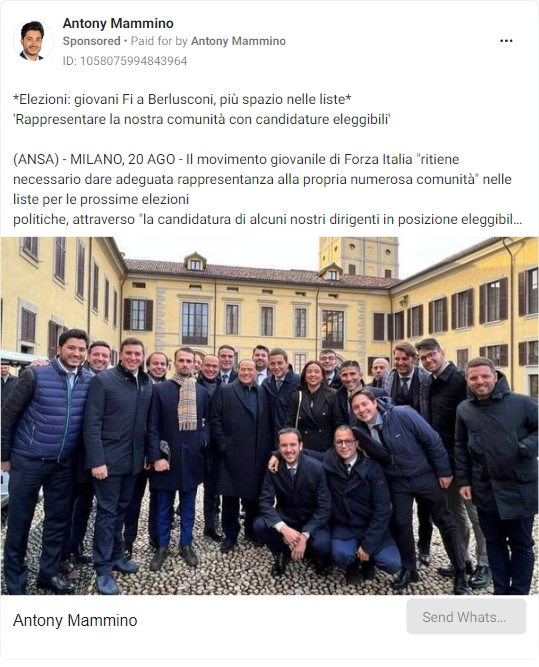 Antony Mammino
Sponsored • Paid for by Antony Mammino
ID: 1058075994843964
*Elezioni: giovani Fi a Berlusconi, più spazio nelle liste*
'Rappresentare la nostra comunità con candidature eleggibili'
(ANSA) - MILANO, 20 AGO - Il movimento giovanile di Forza Italia "ritiene
necessario dare adeguata rappresentanza alla propria numerosa comunità" nelle
liste per le prossime elezioni
politiche, attraverso "la candidatura di alcuni nostri dirigenti in posizione eleggibil...
Antony Mammino
Send Whats...